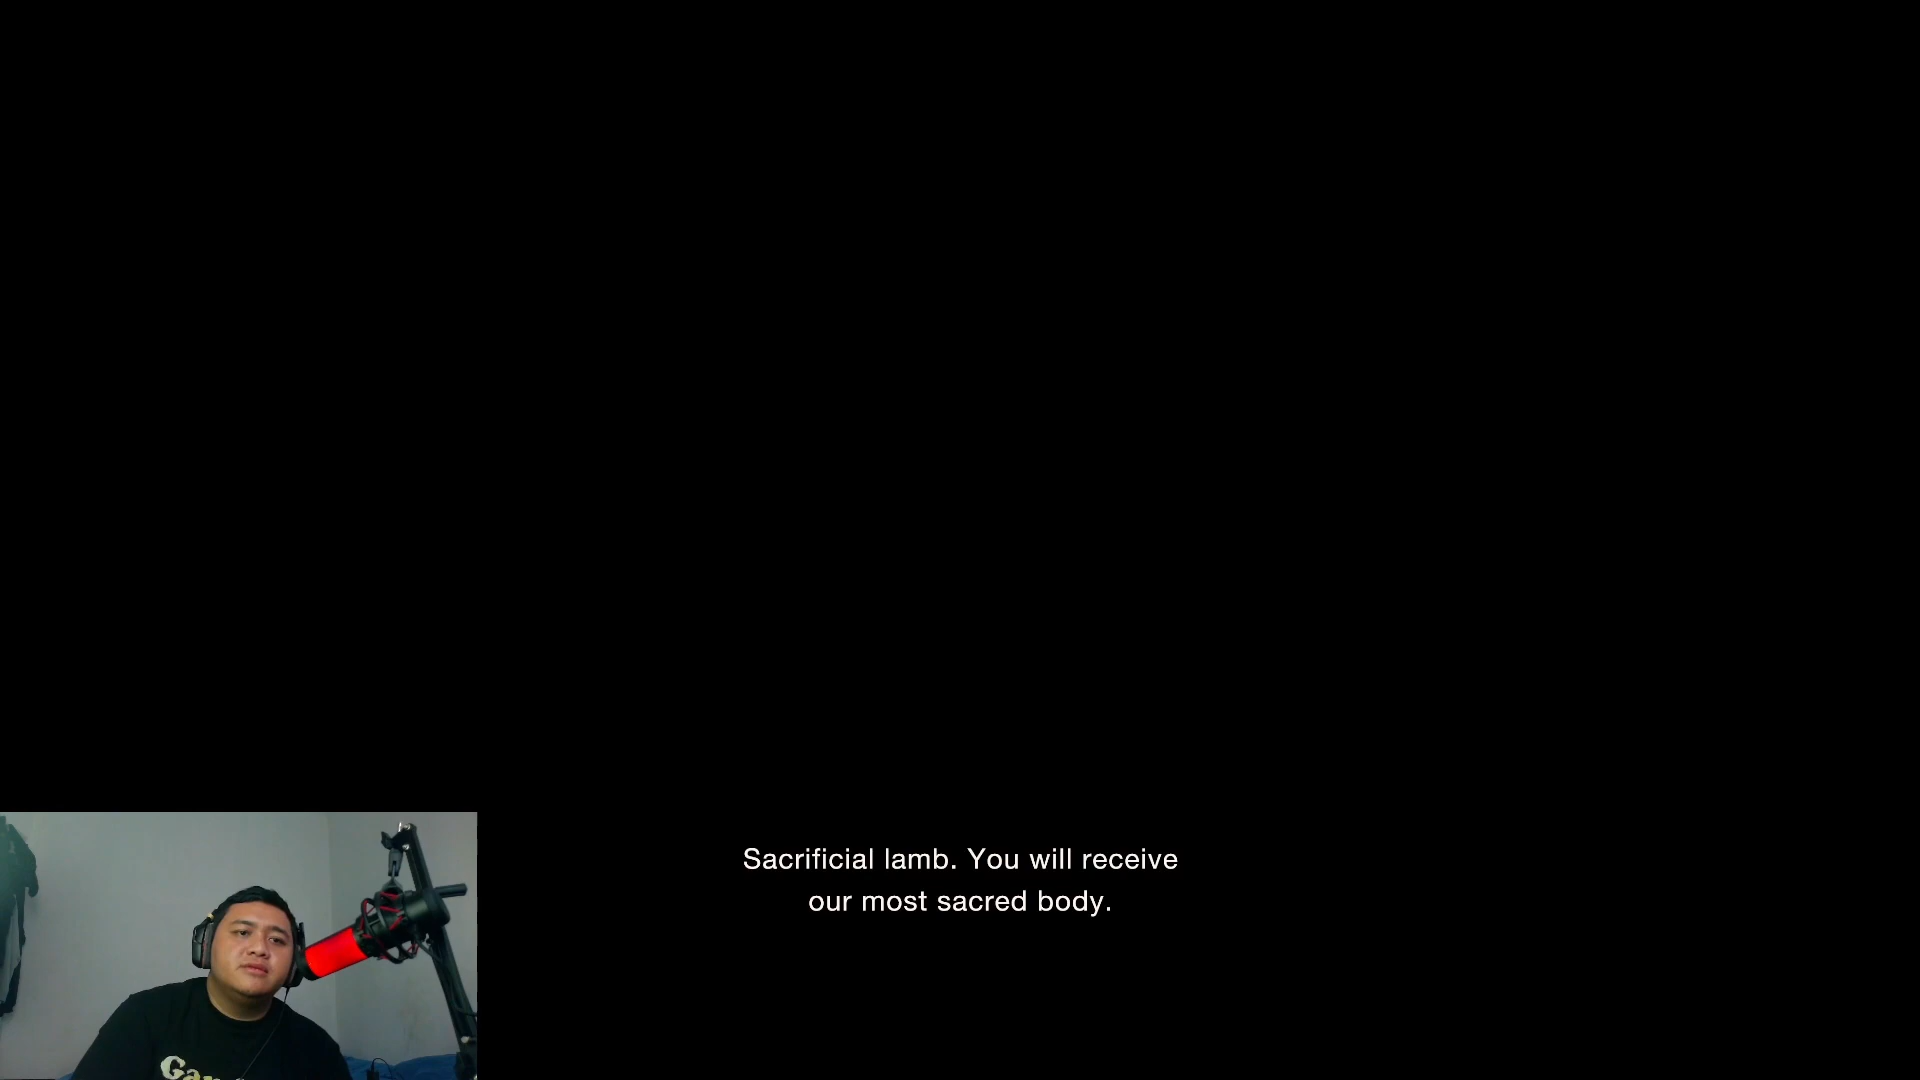 Sacrificial lamb. You will receive
our most sacred body.